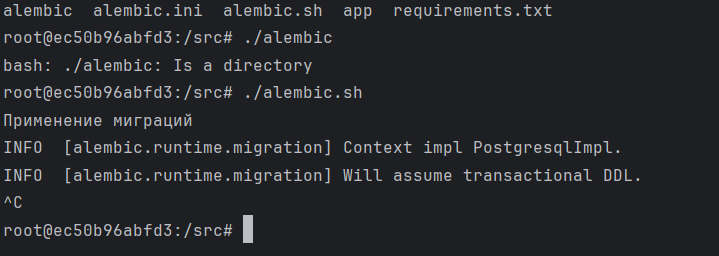 alembic  alembic.ini  alembic.sh  app  requirements.txt
root@ec50b96abfd3:/src# ./alembic
bash: ./alembic: Is a directory
root@ec50b96abfd3:/src# ./alembic.sh
Применение миграций
INFO  [alembic.runtime.migration] Context impl PostgresqlImpl.
INFO  [alembic.runtime.migration] Will assume transactional DDL.
^C
root@ec50b96abfd3:/src#